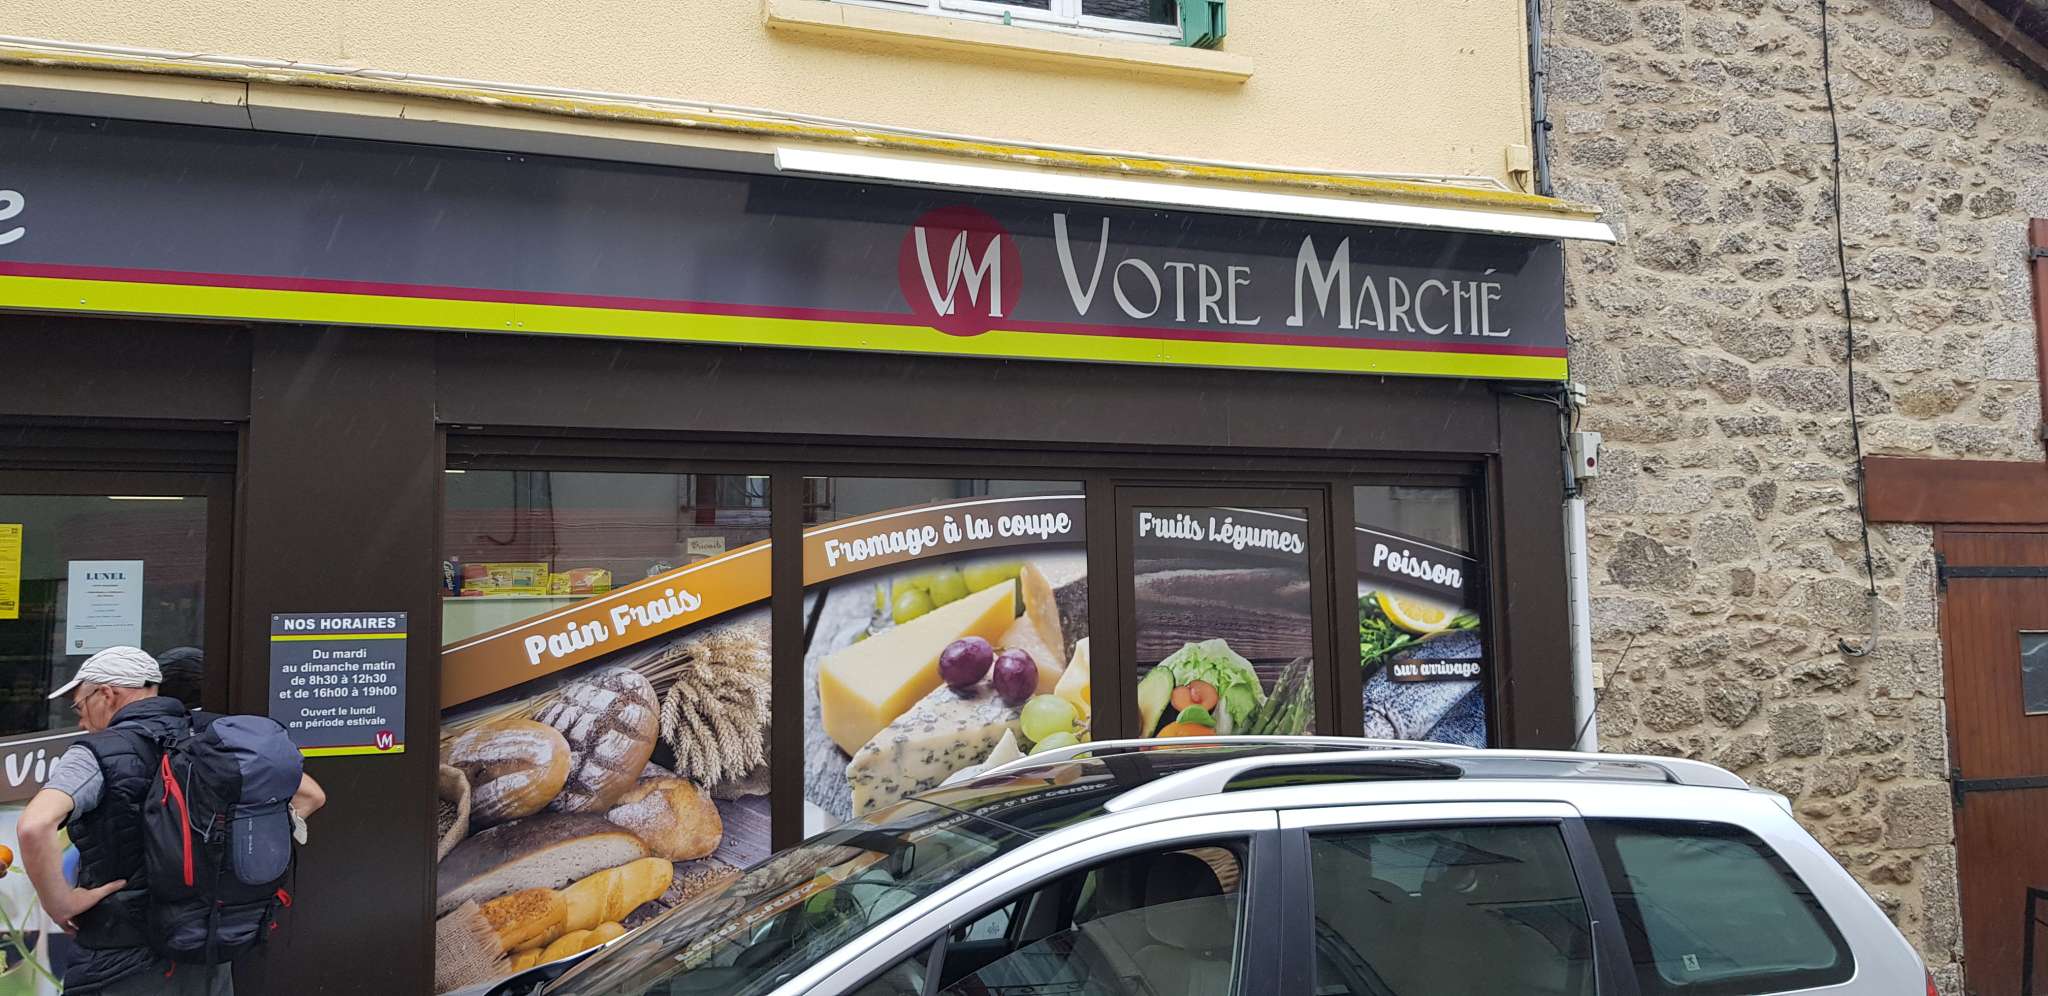 e
VM VOTRE MARCHÉ
Pain Frais
Fromage à la coupe
Fruits Légumes
Poisson
sur arrivage
LUNEL
NOS HORAIRES
Du mardi
au dimanche matin
de 8h30 à 12h30
et de 16h00 à 19h00
Ouvert le lundi
en période estivale
VM
Vi